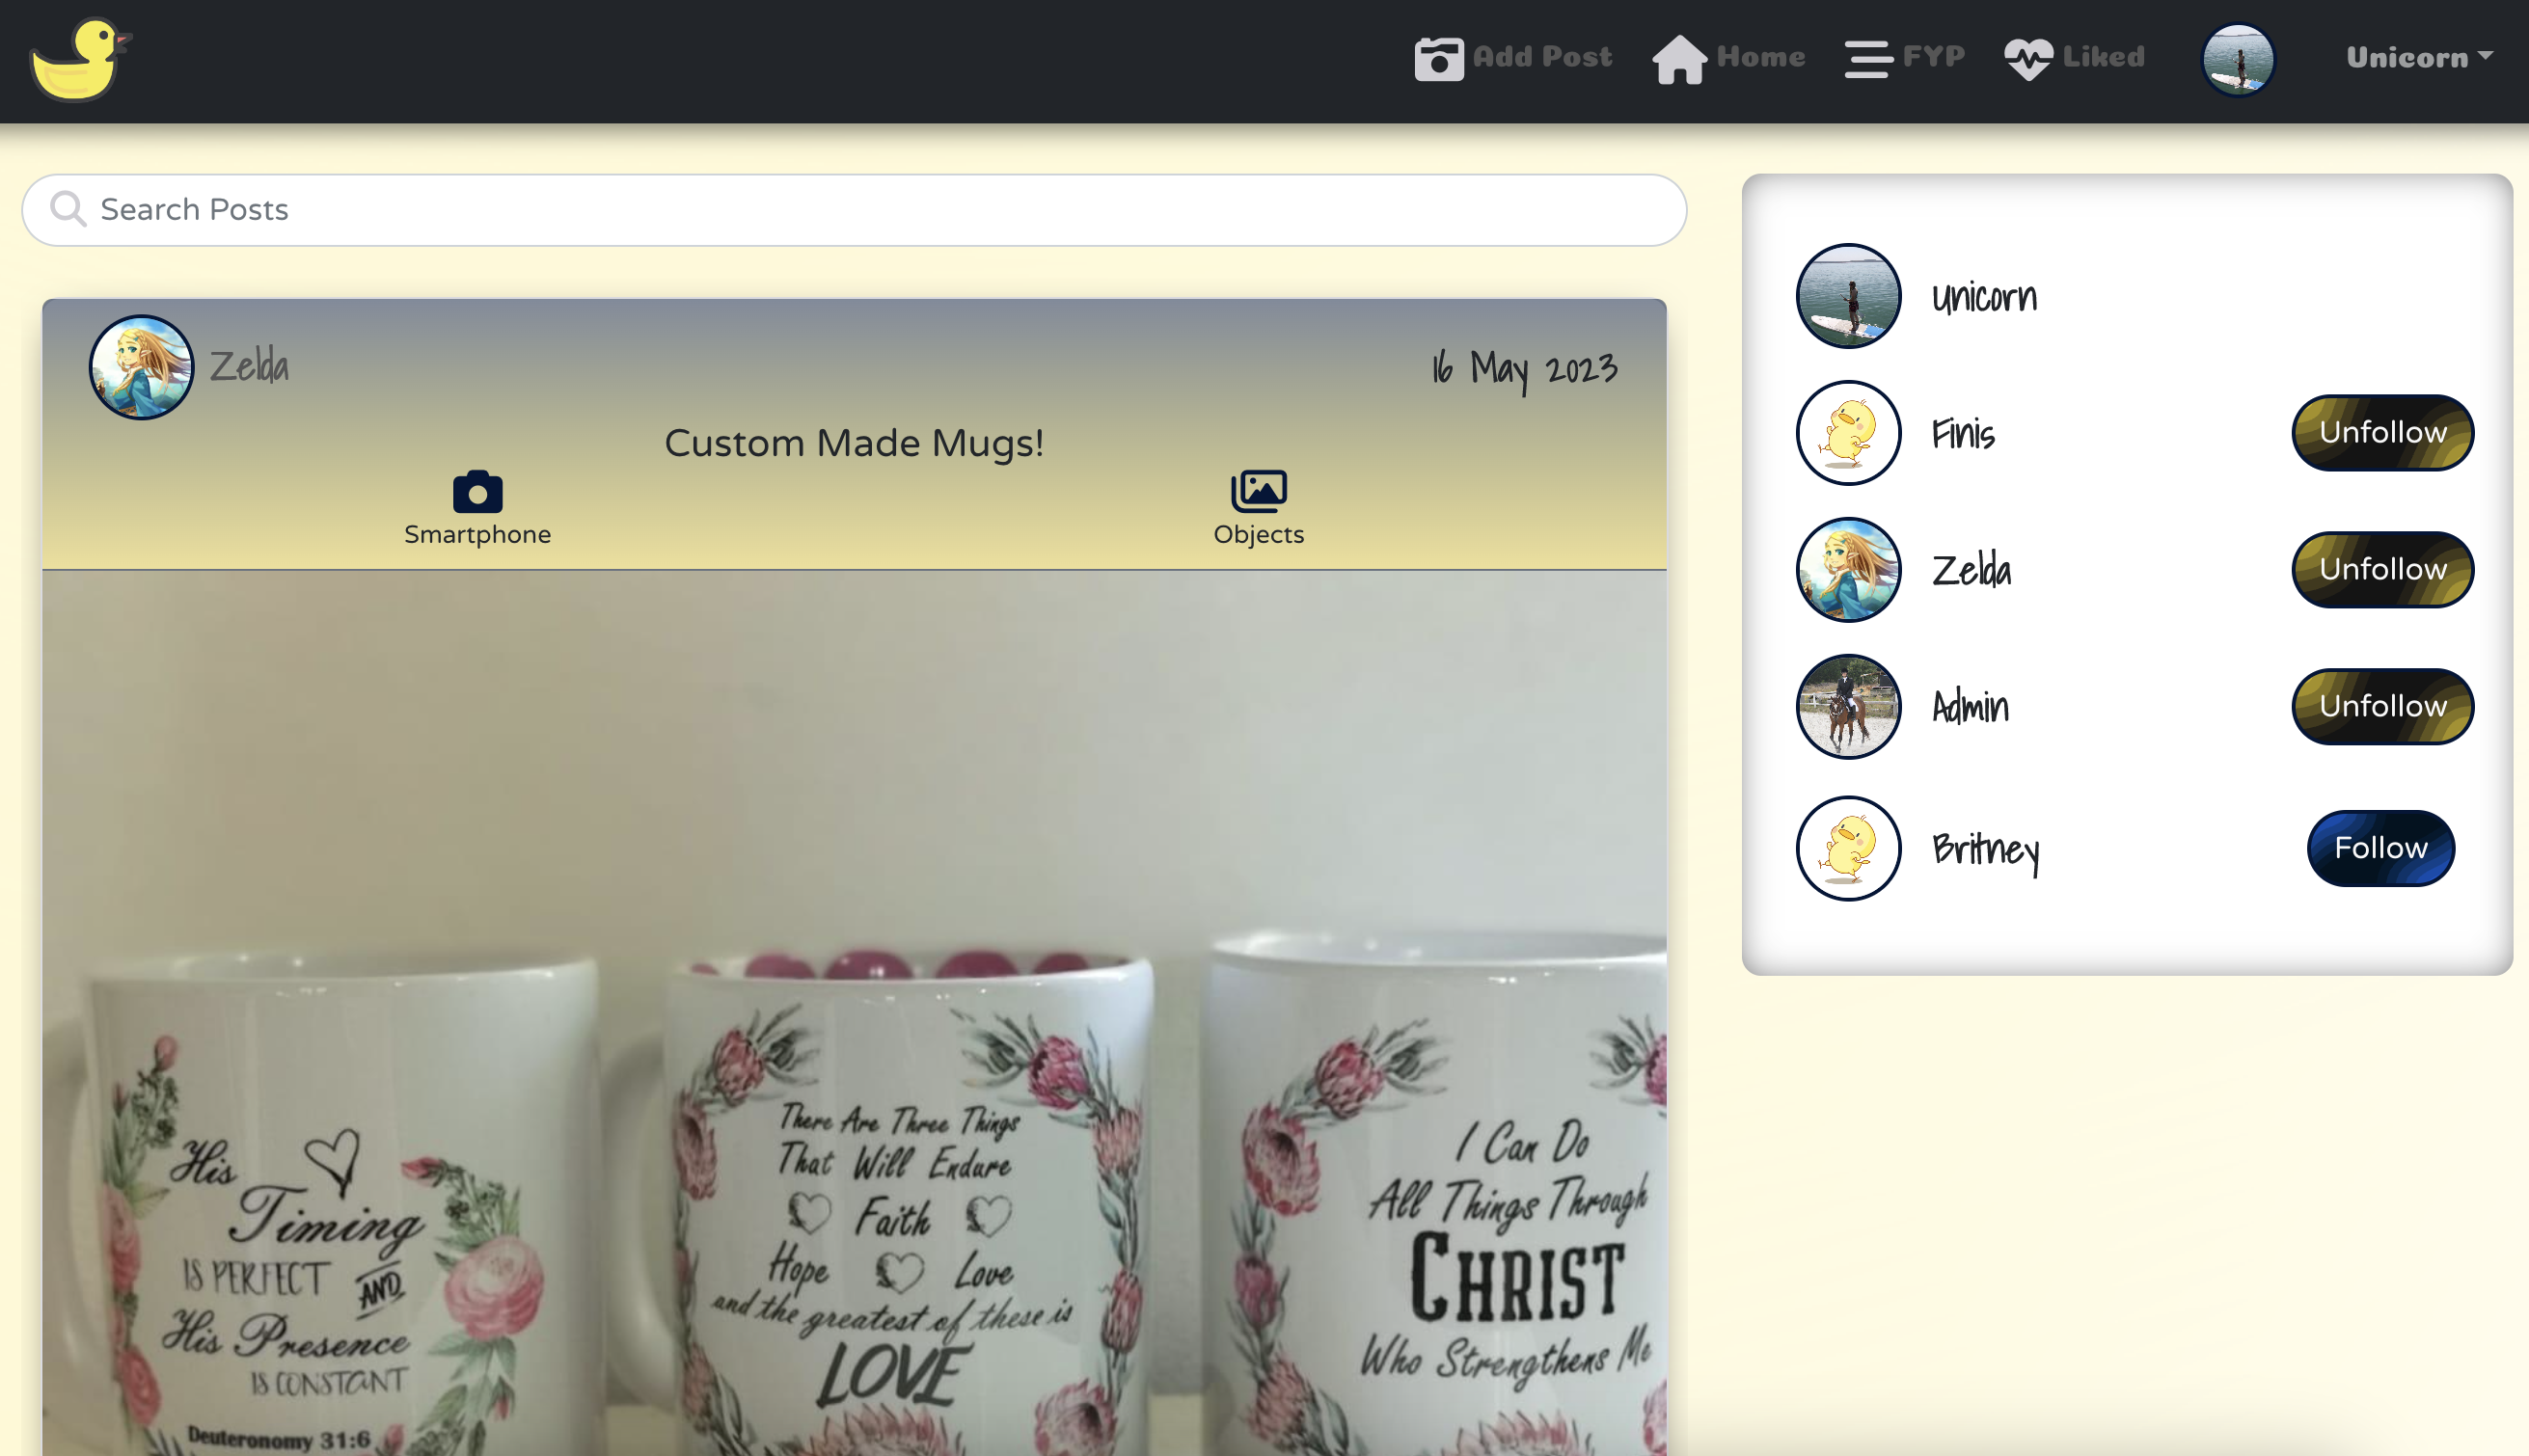 Add Post
Home
FYP
Liked
Unicorn
Search Posts
Zelda
16 May 2023
Custom Made Mugs!
Smartphone
Objects
His
Timing
IS PERFECT AND
His Presence
IS CONSTANT
Deuteronomy 31:6
There Are Three Things
That Will Endure
Faith
Hope Love
and the greatest of these is
LOVE
I Can Do
All Things Through
CHRIST
Who Strengthens Me
Unicorn
Finis
Unfollow
Zelda
Unfollow
Admin
Unfollow
Britney
Follow